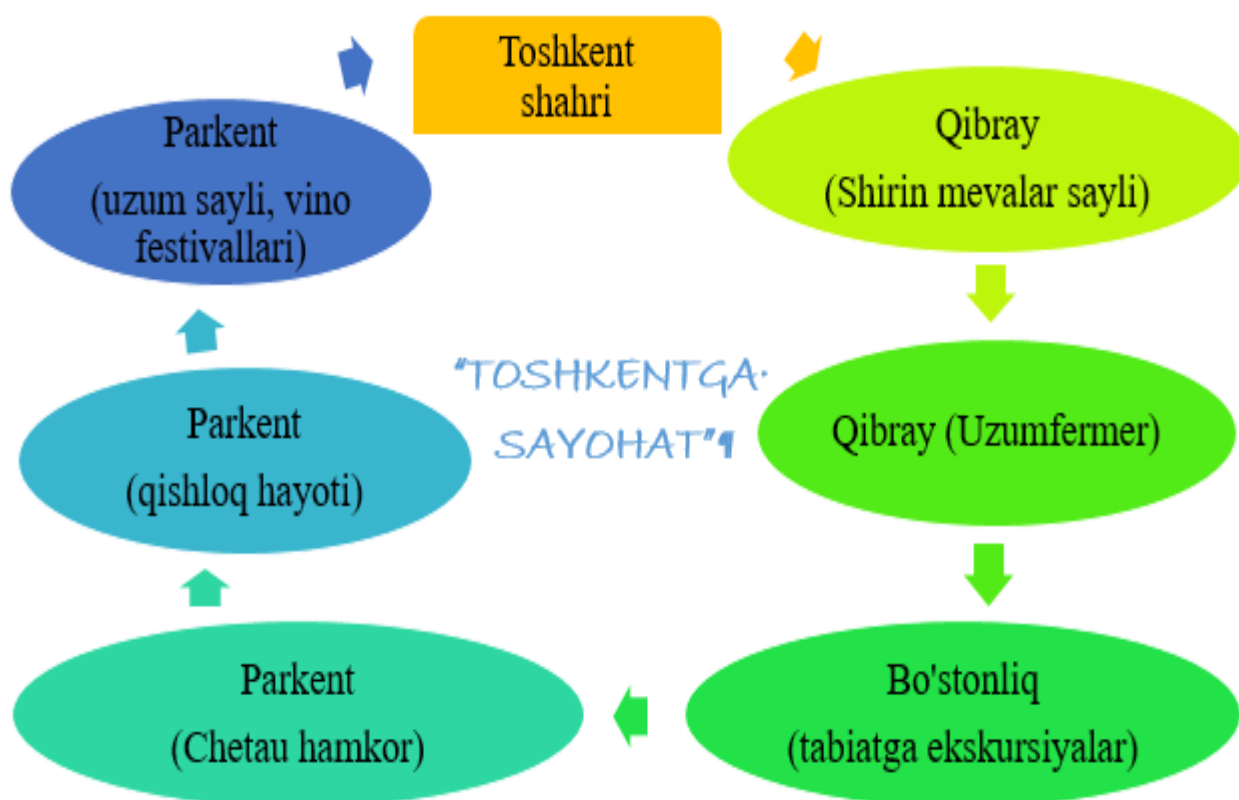 Toshkent
shahri
Qibray
(Shirin mevalar sayli)
Qibray (Uzumfermer)
Bo'stonliq
(tabiatga ekskursiyalar)
Parkent
(Chetau hamkor)
Parkent
(qishloq hayoti)
Parkent
(uzum sayli, vino
festivallari)
"TOSHKENTGA·
SAYOHAT"¶